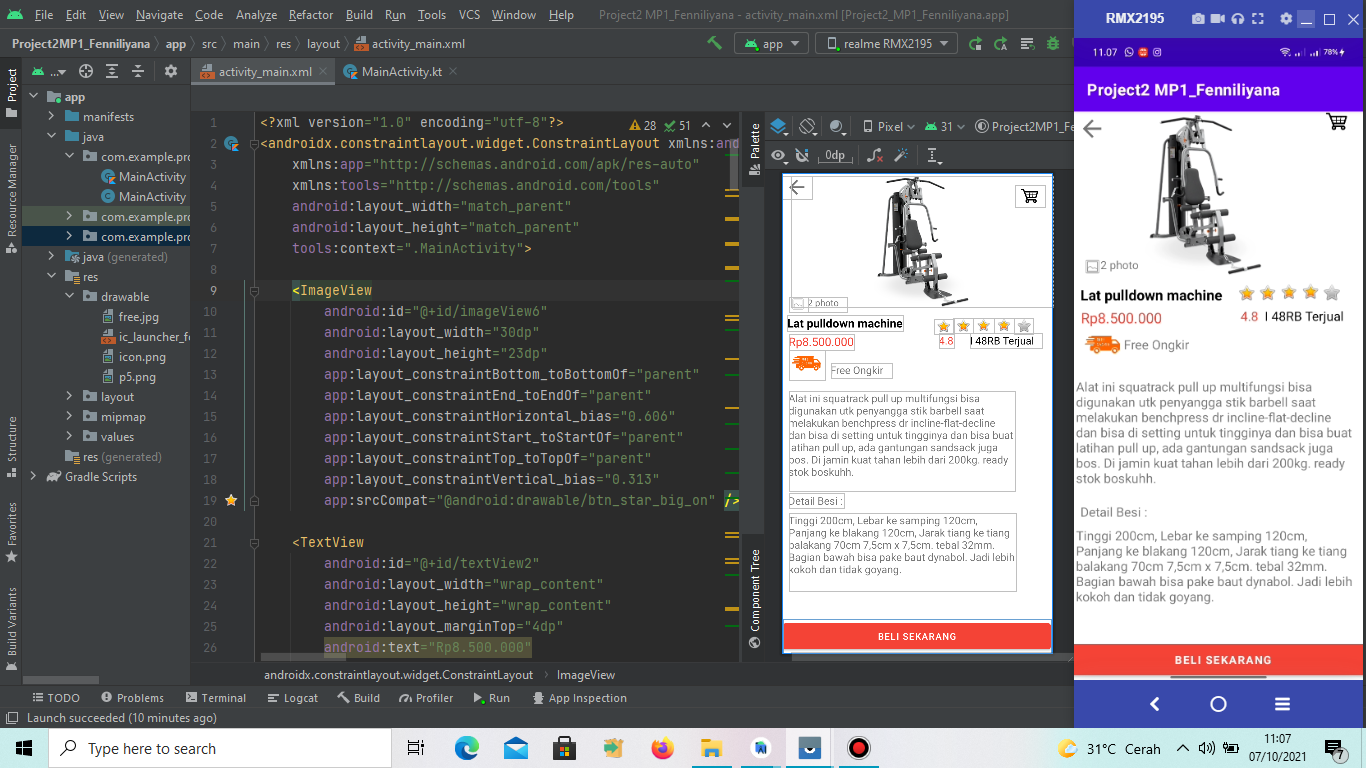 File Edit View Navigate Code Analyze Refactor Build Run Tools VCS Window Help Project2 MP1_Fenniliyana - activity_main.xml [Project2_MP1_Fenniliyana.app]
Project2MP1_Fenniliyana app src main res layout activity_main.xml
app realme RMX2195
Project
Resource Manager
Structure
Favorites
Build Variants
...
app
manifests
java
com.example.pro
MainActivity
MainActivity
com.example.pro
com.example.pro
java (generated)
res
drawable
free.jpg
ic_launcher_fo
icon.png
p5.png
layout
mipmap
values
res (generated)
Gradle Scripts
activity_main.xml MainActivity.kt
28 51
1 <?xml version="1.0" encoding="utf-8"?>
2 <androidx.constraintlayout.widget.ConstraintLayout xmlns:and
3 xmlns:app="http://schemas.android.com/apk/res-auto"
4 xmlns:tools="http://schemas.android.com/tools"
5 android:layout_width="match_parent"
6 android:layout_height="match_parent"
7 tools:context=".MainActivity">
8
9 <ImageView
10 android:id="@+id/imageView6"
11 android:layout_width="30dp"
12 android:layout_height="23dp"
13 app:layout_constraintBottom_toBottomOf="parent"
14 app:layout_constraintEnd_toEndOf="parent"
15 app:layout_constraintHorizontal_bias="0.606"
16 app:layout_constraintStart_toStartOf="parent"
17 app:layout_constraintTop_toTopOf="parent"
18 app:layout_constraintVertical_bias="0.313"
19 app:srcCompat="@android:drawable/btn_star_big_on" />
20
21 <TextView
22 android:id="@+id/textView2"
23 android:layout_width="wrap_content"
24 android:layout_height="wrap_content"
25 android:layout_marginTop="4dp"
26 android:text="Rp8.500.000"
androidx.constraintlayout.widget.ConstraintLayout ImageView
Palette
Component Tree
Pixel 31 Project2MP1_Fe
0dp
2 photo
Lat pulldown machine
Rp8.500.000 4.8 I 48RB Terjual
Free Ongkir
Alat ini squatrack pull up multifungsi bisa
digunakan utk penyangga stik barbell saat
melakukan benchpress dr incline-flat-decline
dan bisa di setting untuk tingginya dan bisa buat
latihan pull up, ada gantungan sandsack juga
bos. Di jamin kuat tahan lebih dari 200kg. ready
stok boskuhh.
Detail Besi :
Tinggi 200cm, Lebar ke samping 120cm,
Panjang ke blakang 120cm, Jarak tiang ke tiang
balakang 70cm 7,5cm x 7,5cm. tebal 32mm.
Bagian bawah bisa pake baut dynabol. Jadi lebih
kokoh dan tidak goyang.
BELI SEKARANG
RMX2195
11.07 78%
Project2 MP1_Fenniliyana
2 photo
Lat pulldown machine
Rp8.500.000 4.8 I 48RB Terjual
Free Ongkir
Alat ini squatrack pull up multifungsi bisa
digunakan utk penyangga stik barbell saat
melakukan benchpress dr incline-flat-decline
dan bisa di setting untuk tingginya dan bisa buat
latihan pull up, ada gantungan sandsack juga
bos. Di jamin kuat tahan lebih dari 200kg. ready
stok boskuhh.
Detail Besi :
Tinggi 200cm, Lebar ke samping 120cm,
Panjang ke blakang 120cm, Jarak tiang ke tiang
balakang 70cm 7,5cm x 7,5cm. tebal 32mm.
Bagian bawah bisa pake baut dynabol. Jadi lebih
kokoh dan tidak goyang.
BELI SEKARANG
TODO Problems Terminal Logcat Build Profiler Run App Inspection
Launch succeeded (10 minutes ago)
Type here to search
31°C Cerah
11:07
07/10/2021
7